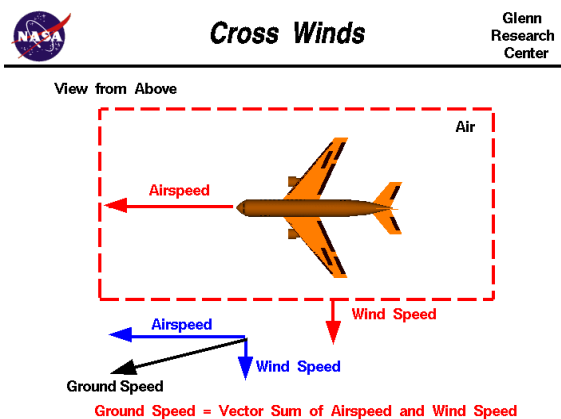 NASA
Cross Winds
Glenn
Research
Center
View from Above
Air
Airspeed
Wind Speed
Airspeed
Wind Speed
Ground Speed
Ground Speed = Vector Sum of Airspeed and Wind Speed